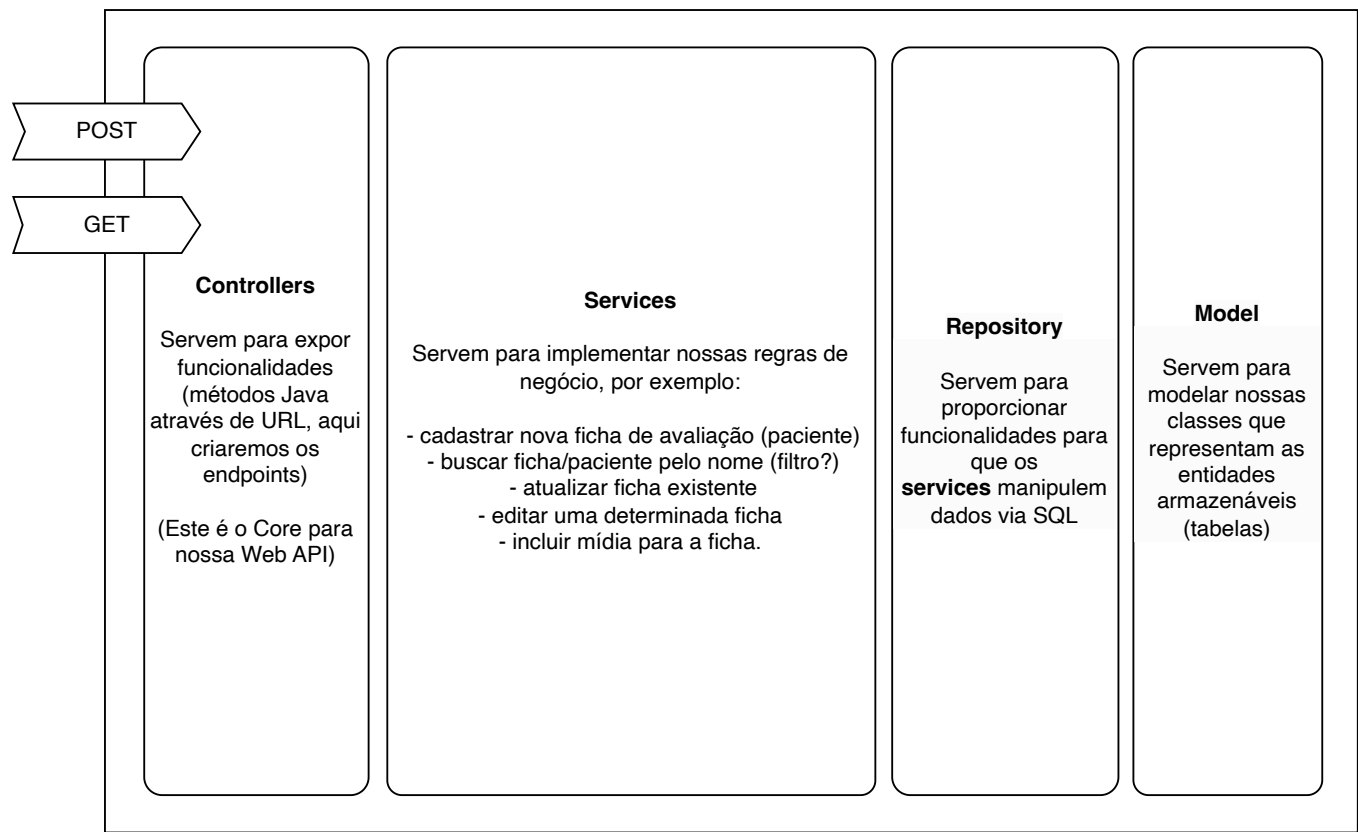 POST
GET
Controllers
Servem para expor
funcionalidades
(métodos Java
através de URL, aqui
criaremos os
endpoints)
(Este é o Core para
nossa Web API)
Services
Servem para implementar nossas regras de
negócio, por exemplo:
- cadastrar nova ficha de avaliação (paciente)
- buscar ficha/paciente pelo nome (filtro?)
- atualizar ficha existente
- editar uma determinada ficha
- incluir mídia para a ficha.
Repository
Servem para
proporcionar
funcionalidades para
que os
services manipulem
dados via SQL
Model
Servem para
modelar nossas
classes que
representam as
entidades
armazenáveis
(tabelas)